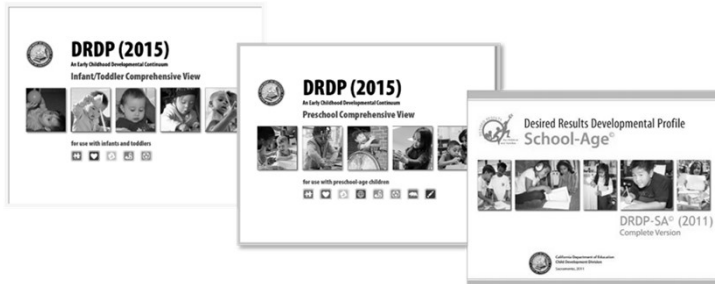 DRDP (2015)
An Early Childhood Developmental Continuum
Infant/Toddler Comprehensive View
for use with infants and toddlers
DRDP (2015)
An Early Childhood Developmental Continuum
Preschool Comprehensive View
for use with preschool-age children
Desired Results Developmental Profile
School-Age©
DRDP-SA© (2011)
Complete Version
California Department of Education
Child Development Division
Sacramento, 2011